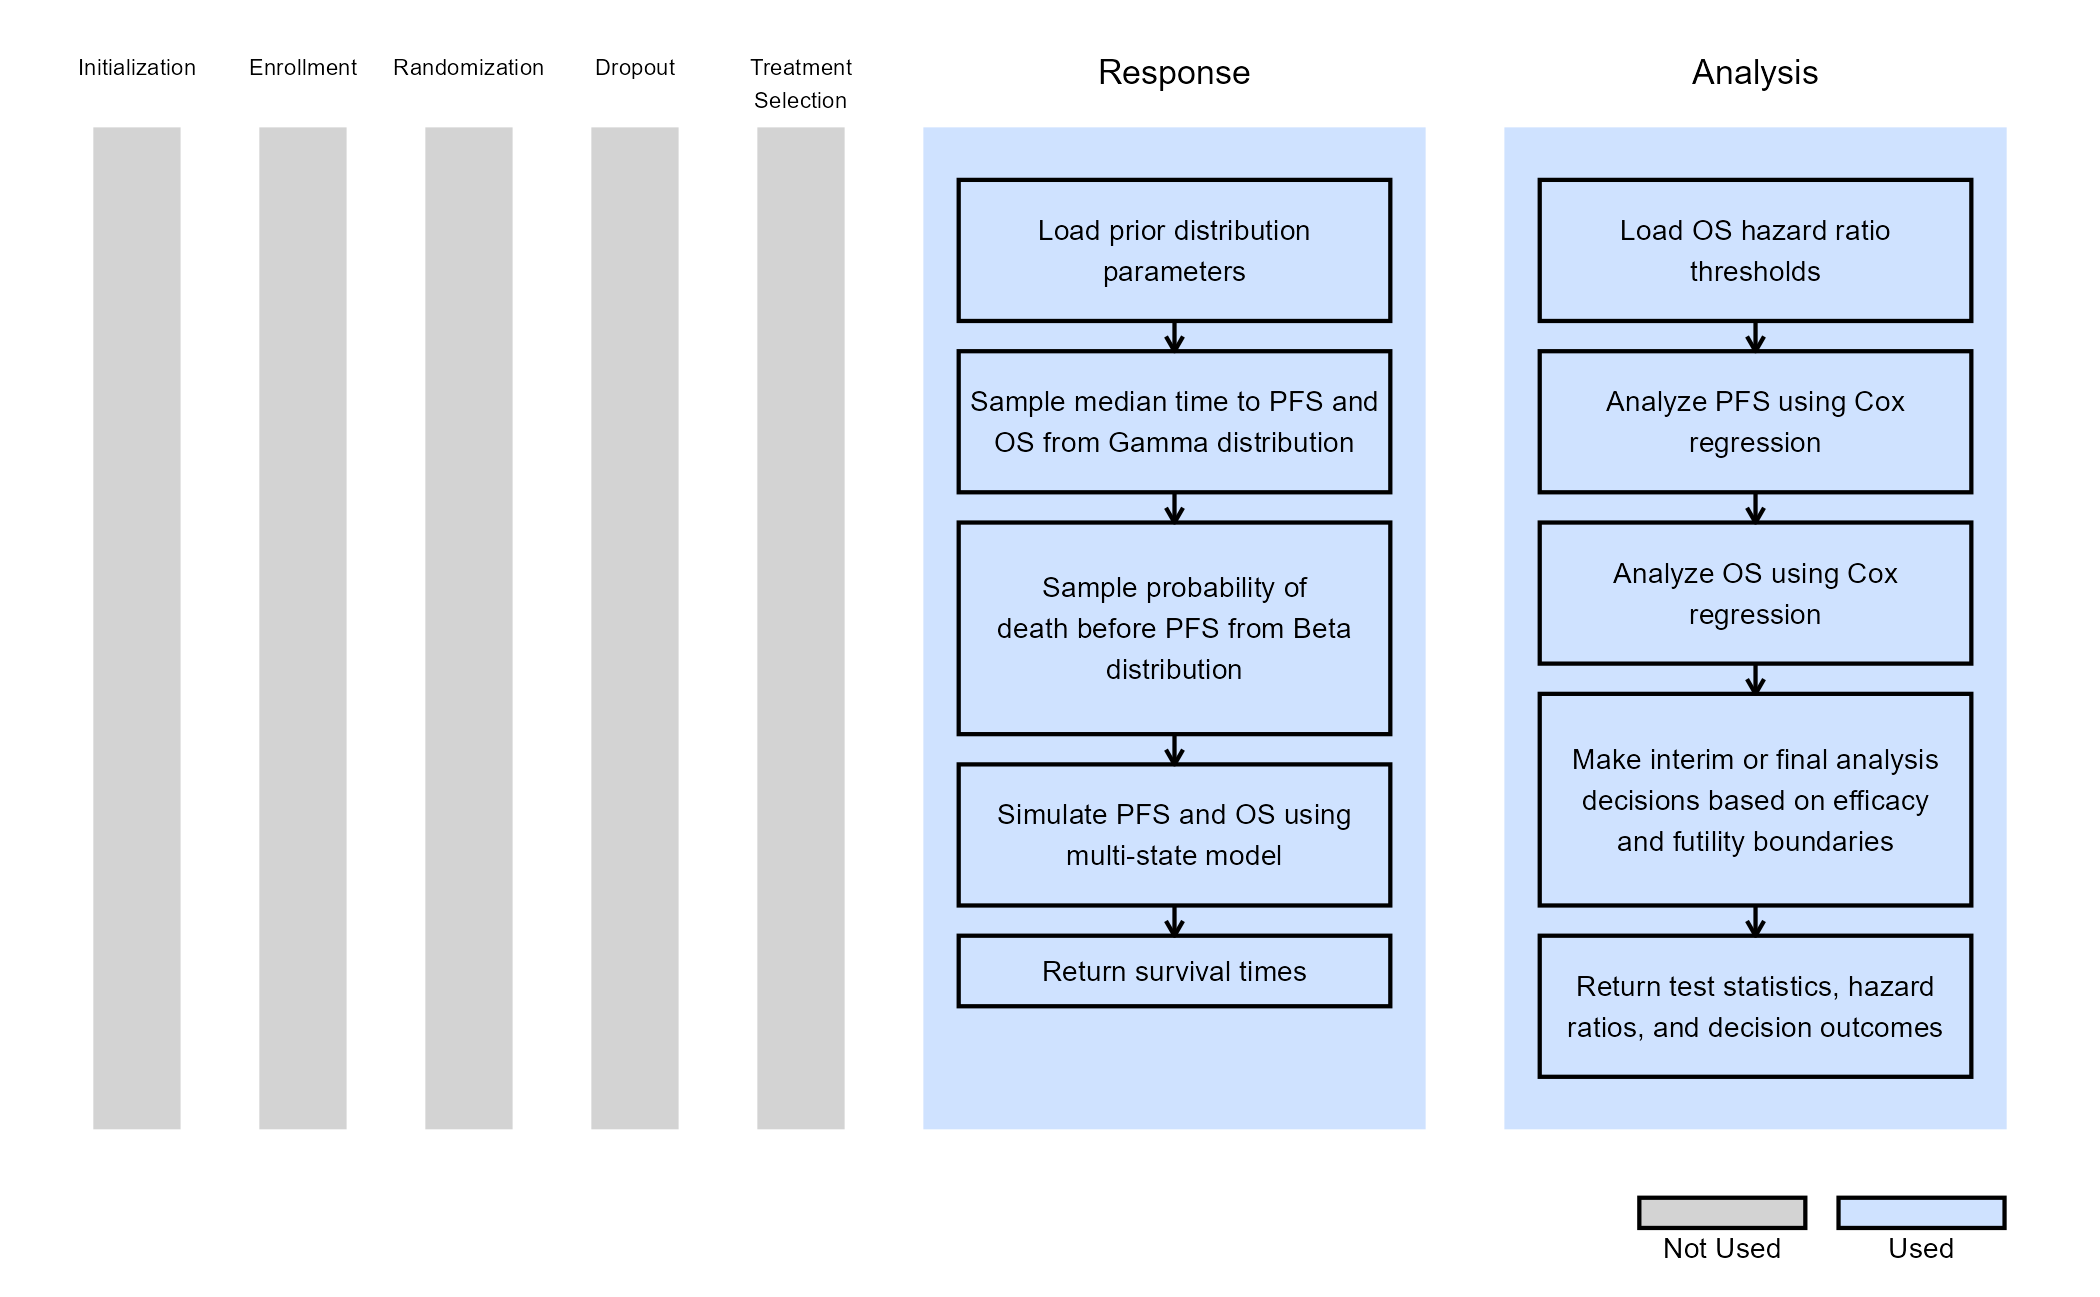 Initialization
Enrollment
Randomization
Dropout
Treatment
Selection
Response
Analysis
Load prior distribution
parameters
Sample median time to PFS and
OS from Gamma distribution
Sample probability of
death before PFS from Beta
distribution
Simulate PFS and OS using
multi-state model
Return survival times
Load OS hazard ratio
thresholds
Analyze PFS using Cox
regression
Analyze OS using Cox
regression
Make interim or final analysis
decisions based on efficacy
and futility boundaries
Return test statistics, hazard
ratios, and decision outcomes
Not Used
Used